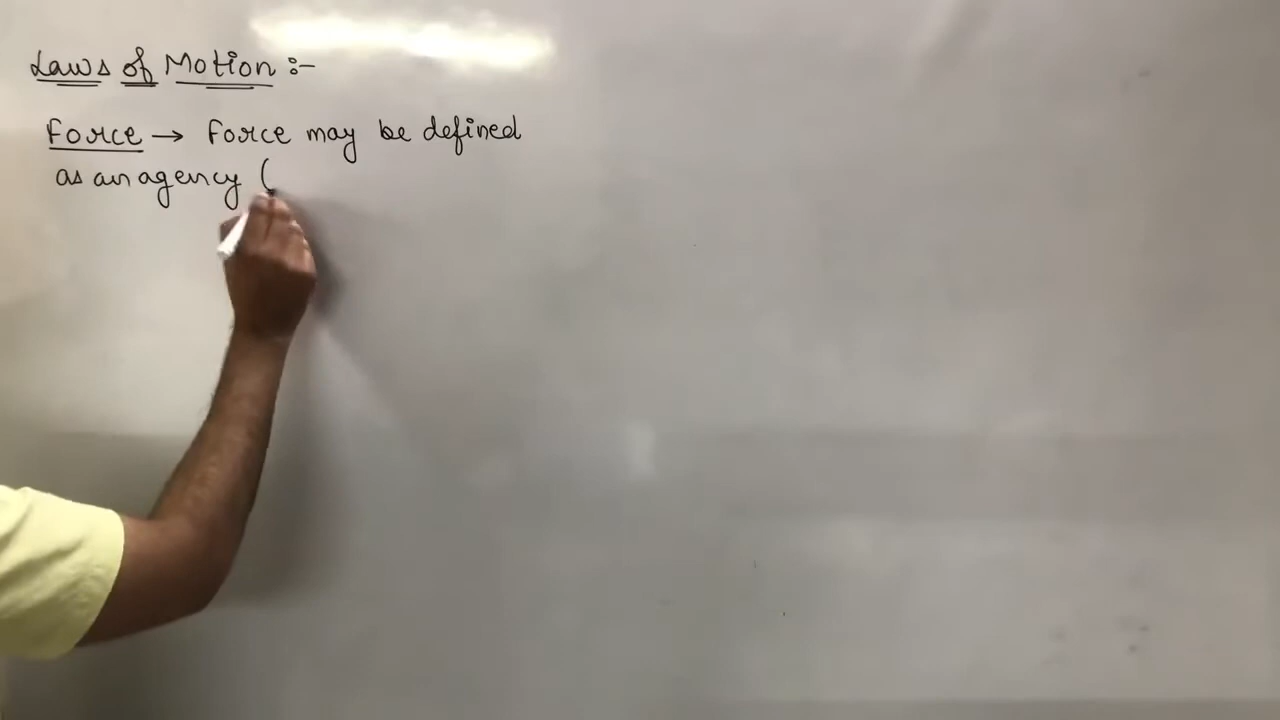 Laws of Motion :-
Force → Force may be defined
as an agency (